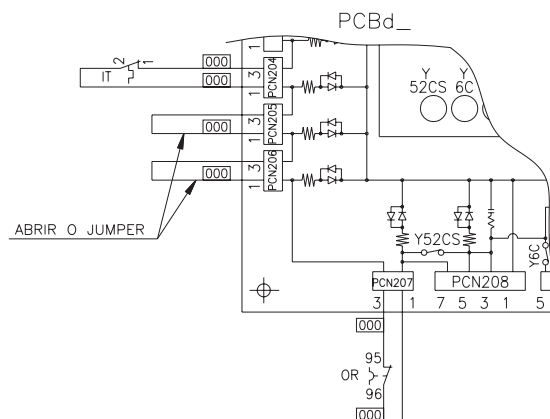 PCBd_
000
000
2 1
IT
1
3
PCN204
1
Y
52CS
Y
6C
000
3
PCN205
1
000
3
PCN206
1
ABRIR O JUMPER
Y52CS
Y6C
PCN207
PCN208
3 1 7 5 3 1 5
000
95
OR
96
000